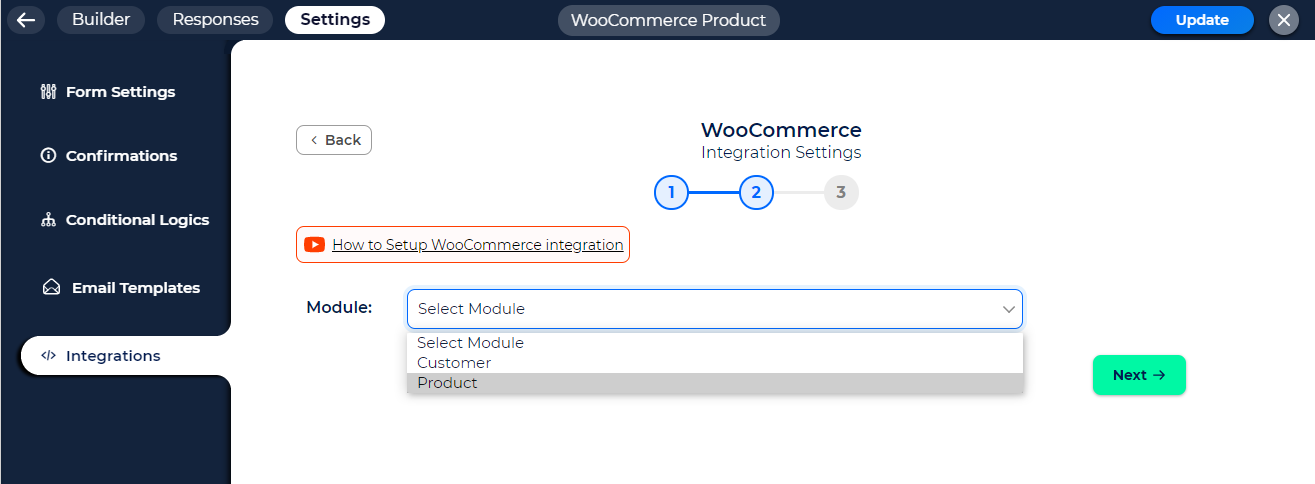 Builder
Responses
Settings
WooCommerce Product
Update
Form Settings
Confirmations
Conditional Logics
Email Templates
Integrations
Back
WooCommerce
Integration Settings
1
2
3
How to Setup WooCommerce integration
Module:
Select Module
Select Module
Customer
Product
Next